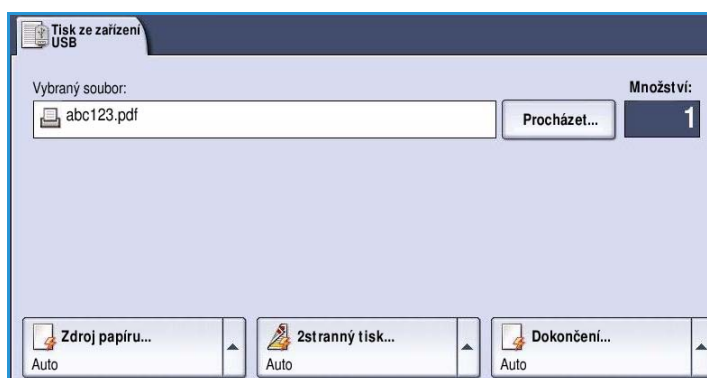 Tisk ze zařízení
USB
Vybraný soubor:
Množství:
abc123.pdf
Procházet...
1
Zdroj papíru...
2stranný tisk...
Dokončení...
Auto
Auto
Auto